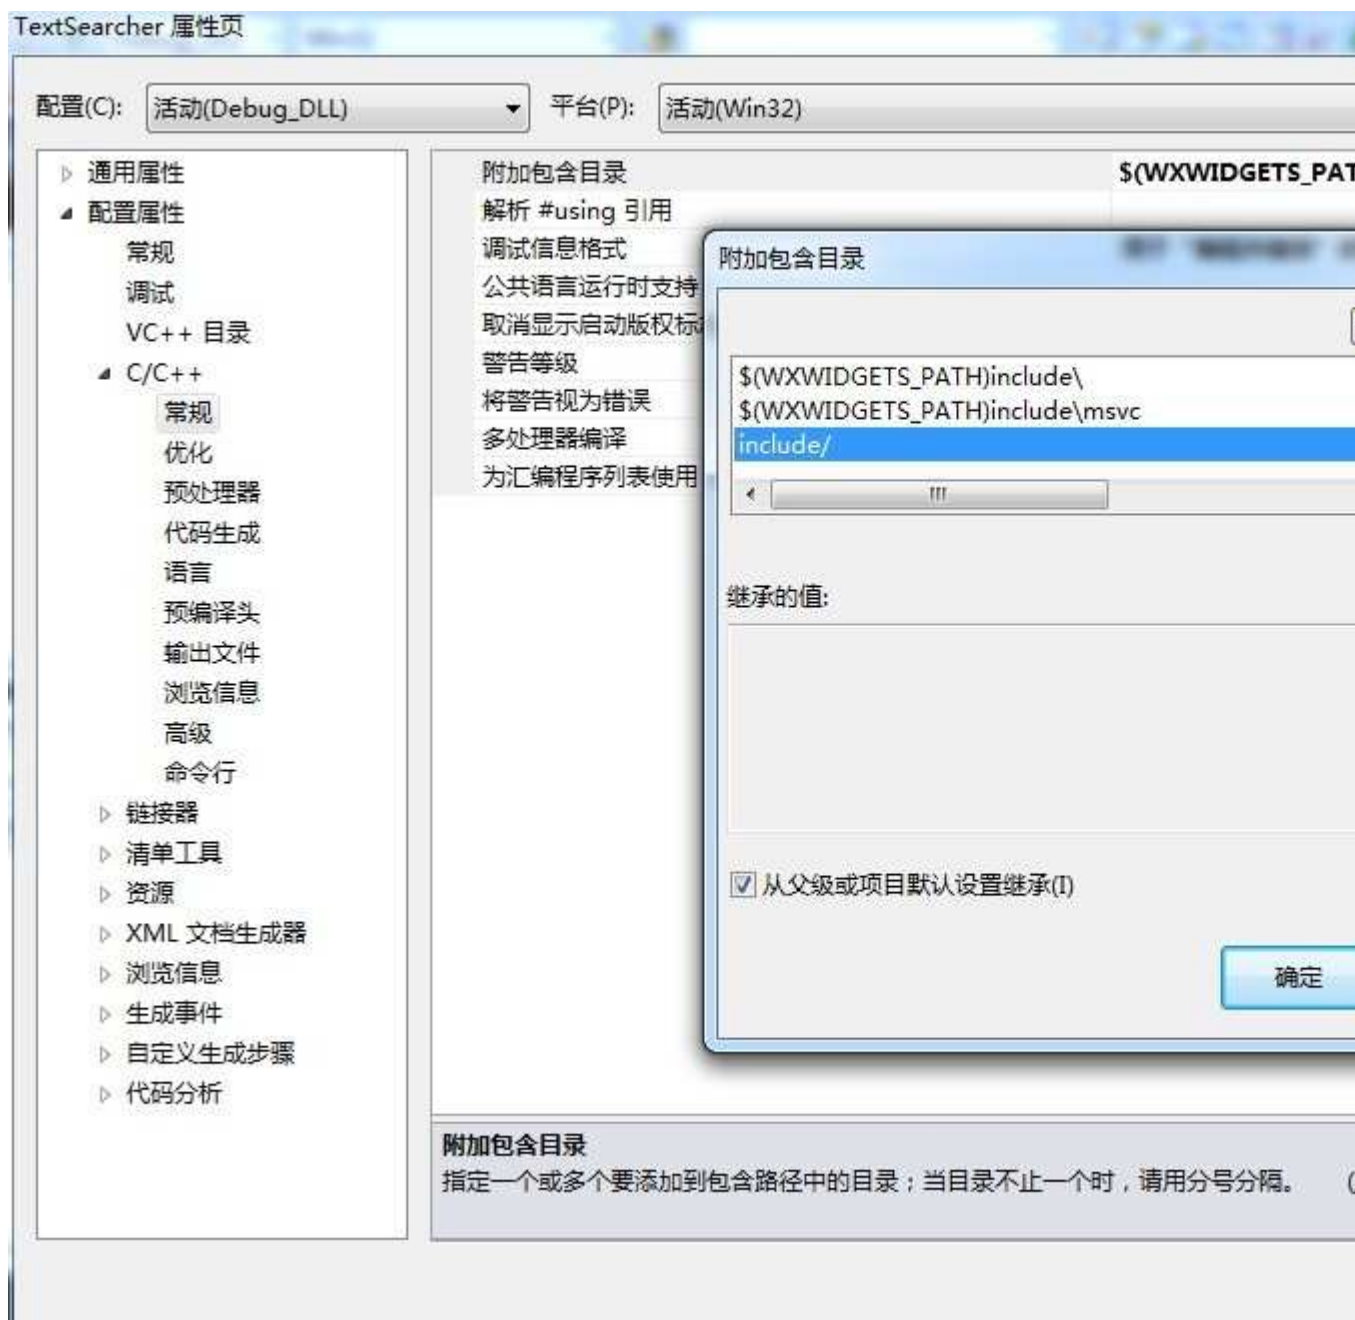 TextSearcher 属性页
配置(C): 活动(Debug_DLL) 平台(P): 活动(Win32)
通用属性
配置属性
常规
调试
VC++ 目录
C/C++
常规
优化
预处理器
代码生成
语言
预编译头
输出文件
浏览信息
高级
命令行
链接器
清单工具
资源
XML 文档生成器
浏览信息
生成事件
自定义生成步骤
代码分析
附加包含目录 $(WXWIDGETS_PAT
解析 #using 引用
调试信息格式
公共语言运行时支持
取消显示启动版权标
警告等级
将警告视为错误
多处理器编译
为汇编程序列表使用
附加包含目录
$(WXWIDGETS_PATH)include\
$(WXWIDGETS_PATH)include\msvc
include/
继承的值:
从父级或项目默认设置继承(I)
确定
附加包含目录
指定一个或多个要添加到包含路径中的目录；当目录不止一个时，请用分号分隔。 (